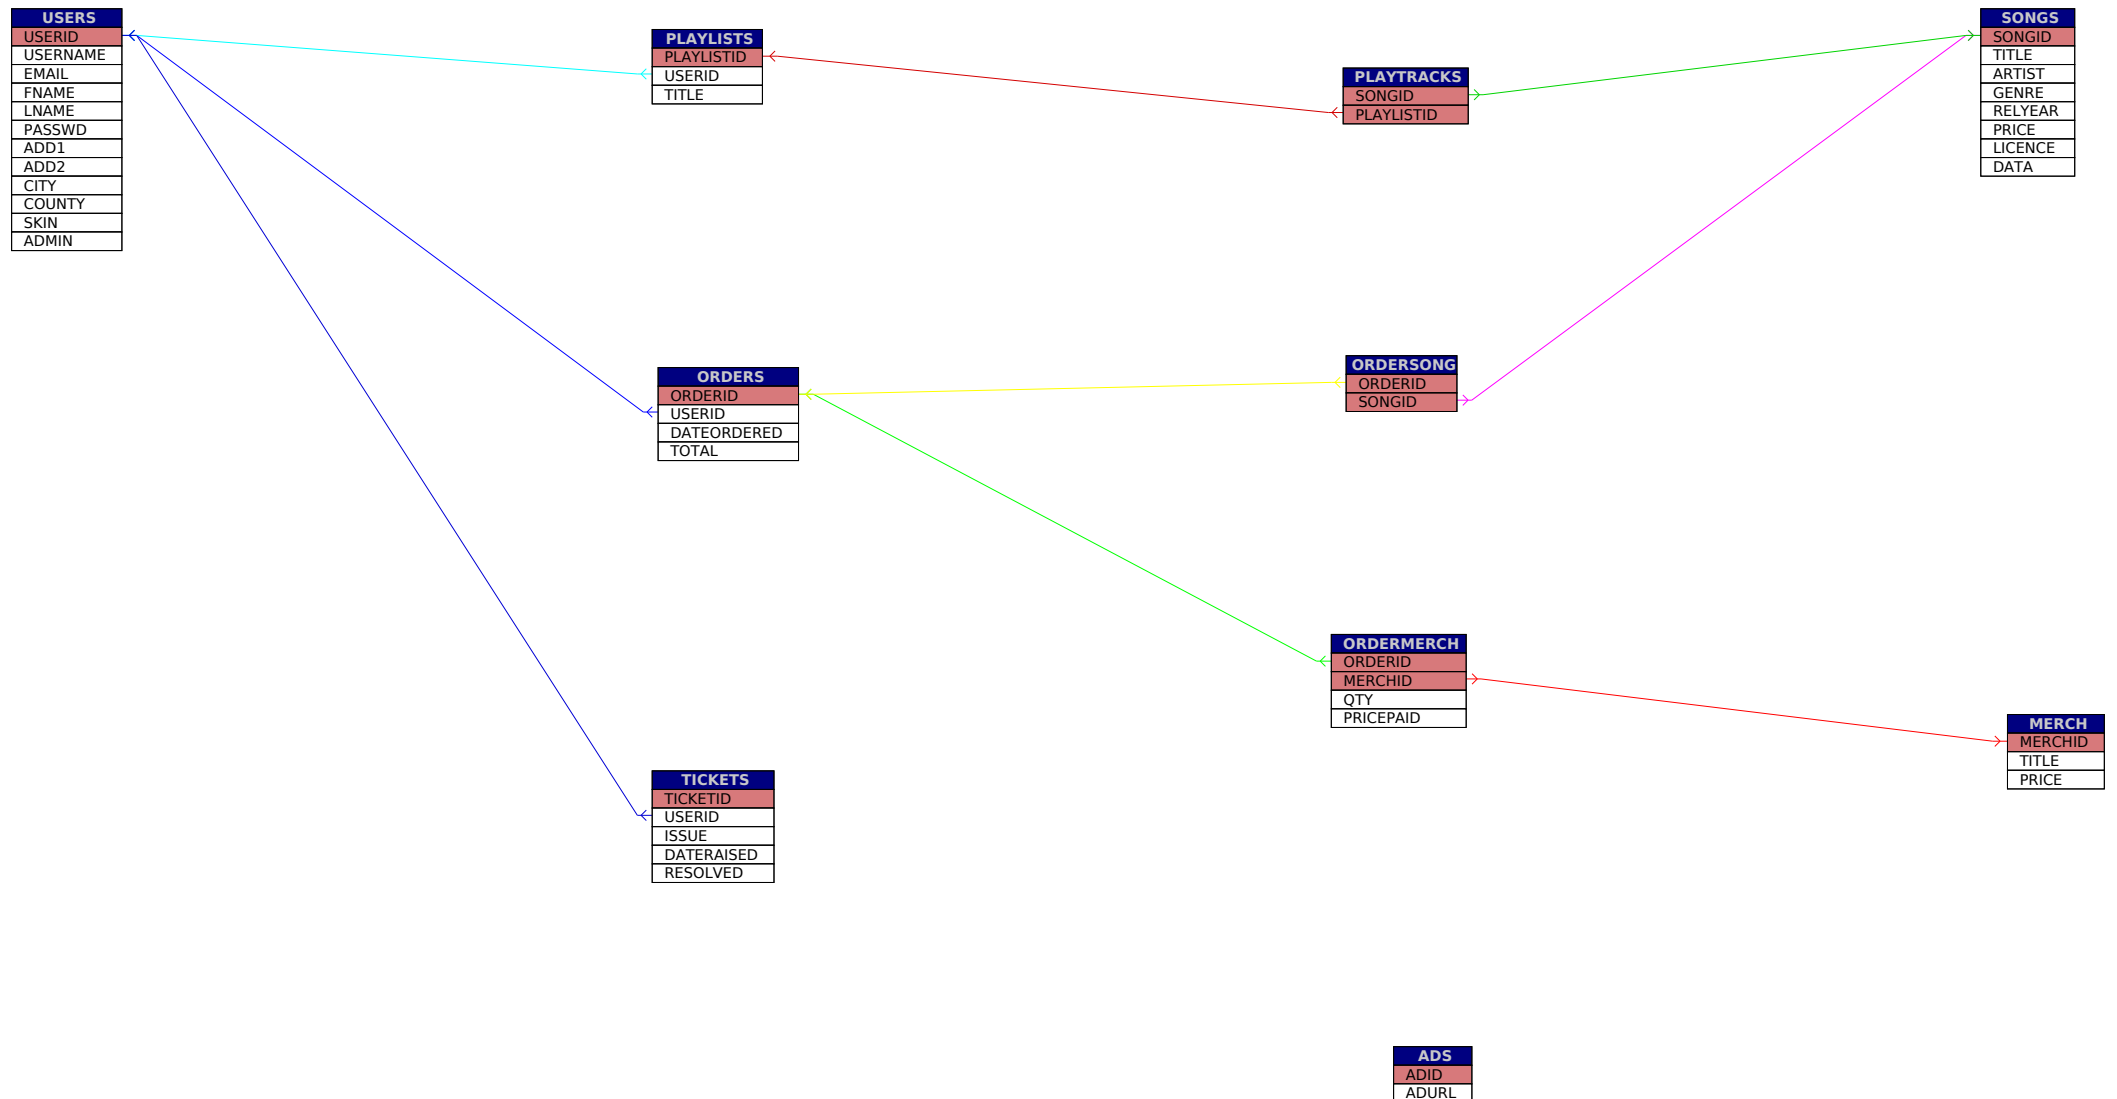 USERS
USERID
USERNAME
EMAIL
FNAME
LNAME
PASSWD
ADD1
ADD2
CITY
COUNTY
SKIN
ADMIN
PLAYLISTS
PLAYLISTID
USERID
TITLE
PLAYTRACKS
SONGID
PLAYLISTID
SONGS
SONGID
TITLE
ARTIST
GENRE
RELYEAR
PRICE
LICENCE
DATA
ORDERS
ORDERID
USERID
DATEORDERED
TOTAL
ORDERSONG
ORDERID
SONGID
ORDERMERCH
ORDERID
MERCHID
QTY
PRICEPAID
MERCH
MERCHID
TITLE
PRICE
TICKETS
TICKETID
USERID
ISSUE
DATERAISED
RESOLVED
ADS
ADID
ADURL